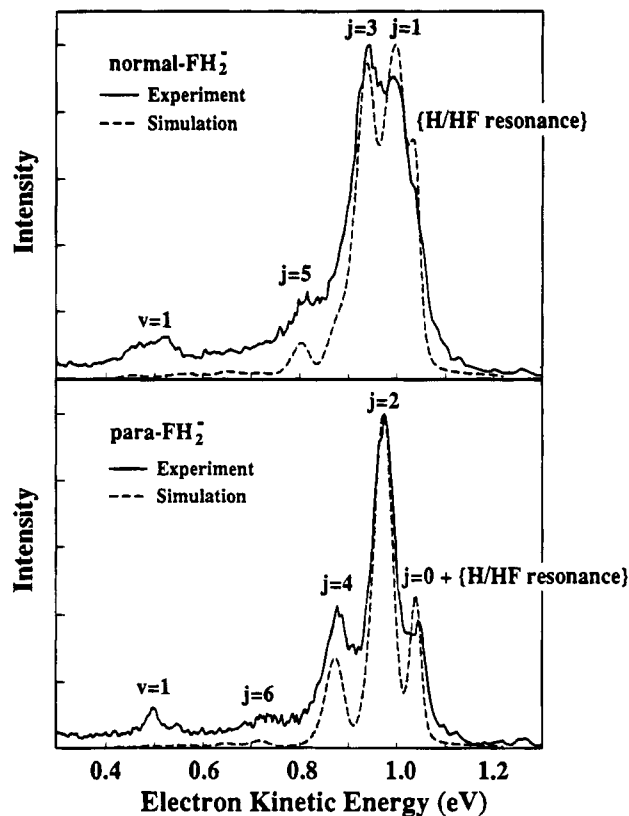 j=3
j=1
normal-FH₂⁻
Experiment
Simulation
{H/HF resonance}
Intensity
j=5
v=1
j=2
para-FH₂⁻
Experiment
Simulation
Intensity
j=4
j=0 + {H/HF resonance}
v=1
j=6
0.4 0.6 0.8 1.0 1.2
Electron Kinetic Energy (eV)